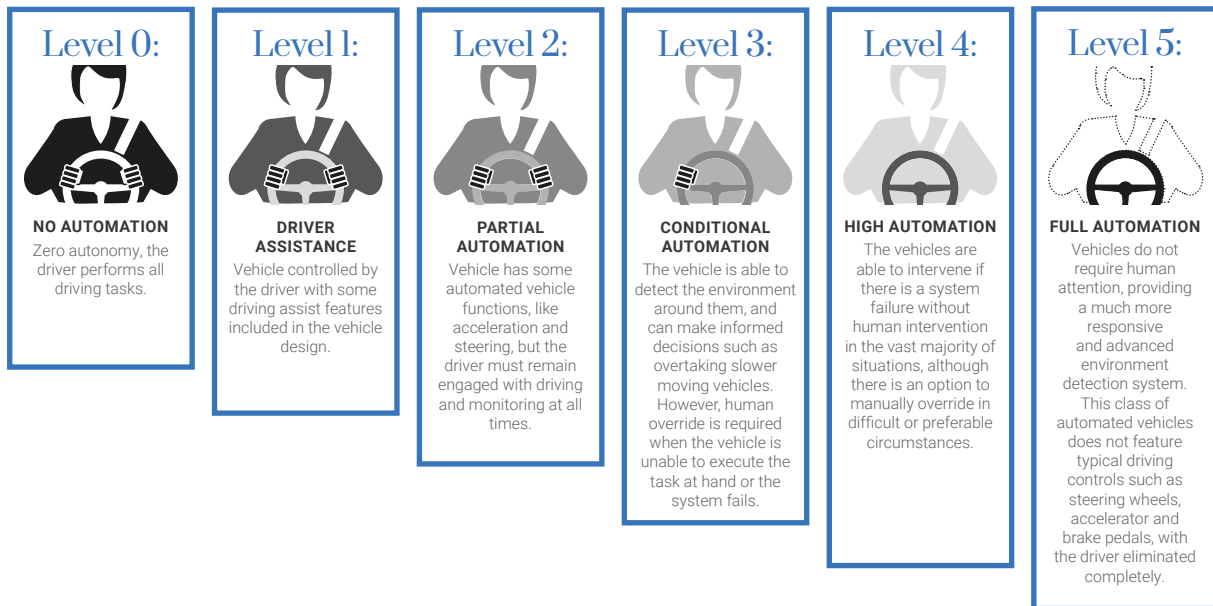 Level 0:
NO AUTOMATION
Zero autonomy, the
driver performs all
driving tasks.
Level 1:
DRIVER
ASSISTANCE
Vehicle controlled by
the driver with some
driving assist features
included in the vehicle
design.
Level 2:
PARTIAL
AUTOMATION
Vehicle has some
automated vehicle
functions, like
acceleration and
steering, but the
driver must remain
engaged with driving
and monitoring at all
times.
Level 3:
CONDITIONAL
AUTOMATION
The vehicle is able to
detect the environment
around them, and
can make informed
decisions such as
overtaking slower
moving vehicles.
However, human
override is required
when the vehicle is
unable to execute the
task at hand or the
system fails.
Level 4:
HIGH AUTOMATION
The vehicles are
able to intervene if
there is a system
failure without
human intervention
in the vast majority of
situations, although
there is an option to
manually override in
difficult or preferable
circumstances.
Level 5:
FULL AUTOMATION
Vehicles do not
require human
attention, providing
a much more
responsive
and advanced
environment
detection system.
This class of
automated vehicles
does not feature
typical driving
controls such as
steering wheels,
accelerator and
brake pedals, with
the driver eliminated
completely.